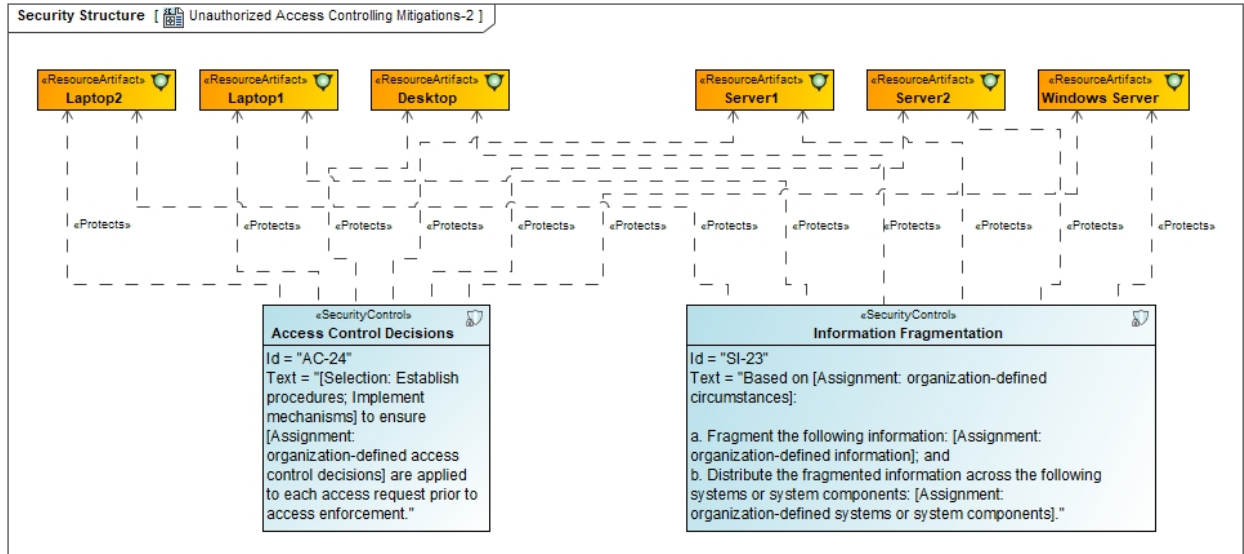 Security Structure [ Unauthorized Access Controlling Mitigations-2 ]
«ResourceArtifact»
Laptop2
«ResourceArtifact»
Laptop1
«ResourceArtifact»
Desktop
«ResourceArtifact»
Server1
«ResourceArtifact»
Server2
«ResourceArtifact»
Windows Server
«Protects»
«Protects»
«Protects»
«Protects»
«Protects»
«Protects»
«Protects»
«Protects»
«Protects»
«Protects»
«Protects»
«Protects»
«SecurityControl»
Access Control Decisions
Id = "AC-24"
Text = "[Selection: Establish
procedures; Implement
mechanisms] to ensure
[Assignment:
organization-defined access
control decisions] are applied
to each access request prior to
access enforcement."
«SecurityControl»
Information Fragmentation
Id = "SI-23"
Text = "Based on [Assignment: organization-defined
circumstances]:
a. Fragment the following information: [Assignment:
organization-defined information]; and
b. Distribute the fragmented information across the following
systems or system components: [Assignment:
organization-defined systems or system components]."